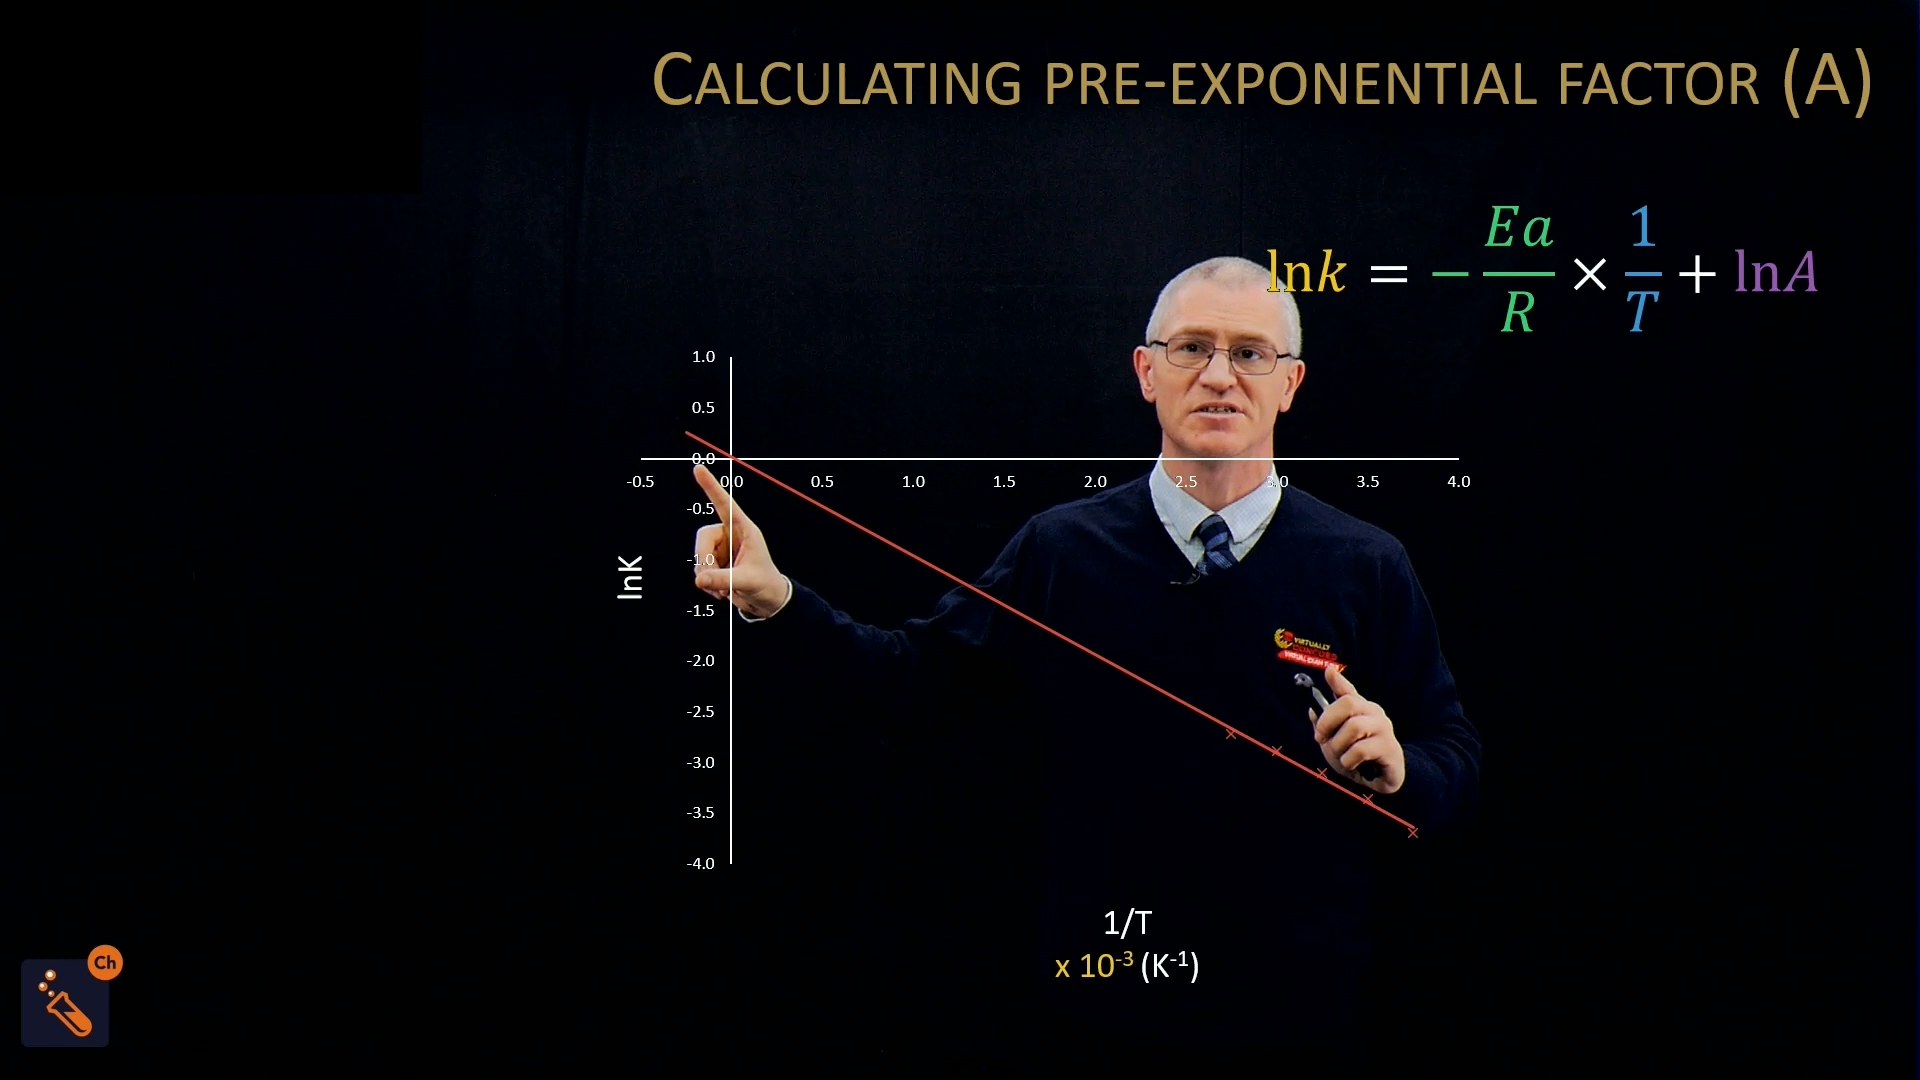 CALCULATING PRE-EXPONENTIAL FACTOR (A)
lnk = − Ea/R × 1/T + lnA
1.0
0.5
0.0
-0.5 0.0 0.5 1.0 1.5 2.0 2.5 3.0 3.5 4.0
-0.5
-1.0
-1.5
-2.0
-2.5
-3.0
-3.5
-4.0
lnK
VIRTUALLY
1/T
x 10⁻³ (K⁻¹)
Ch